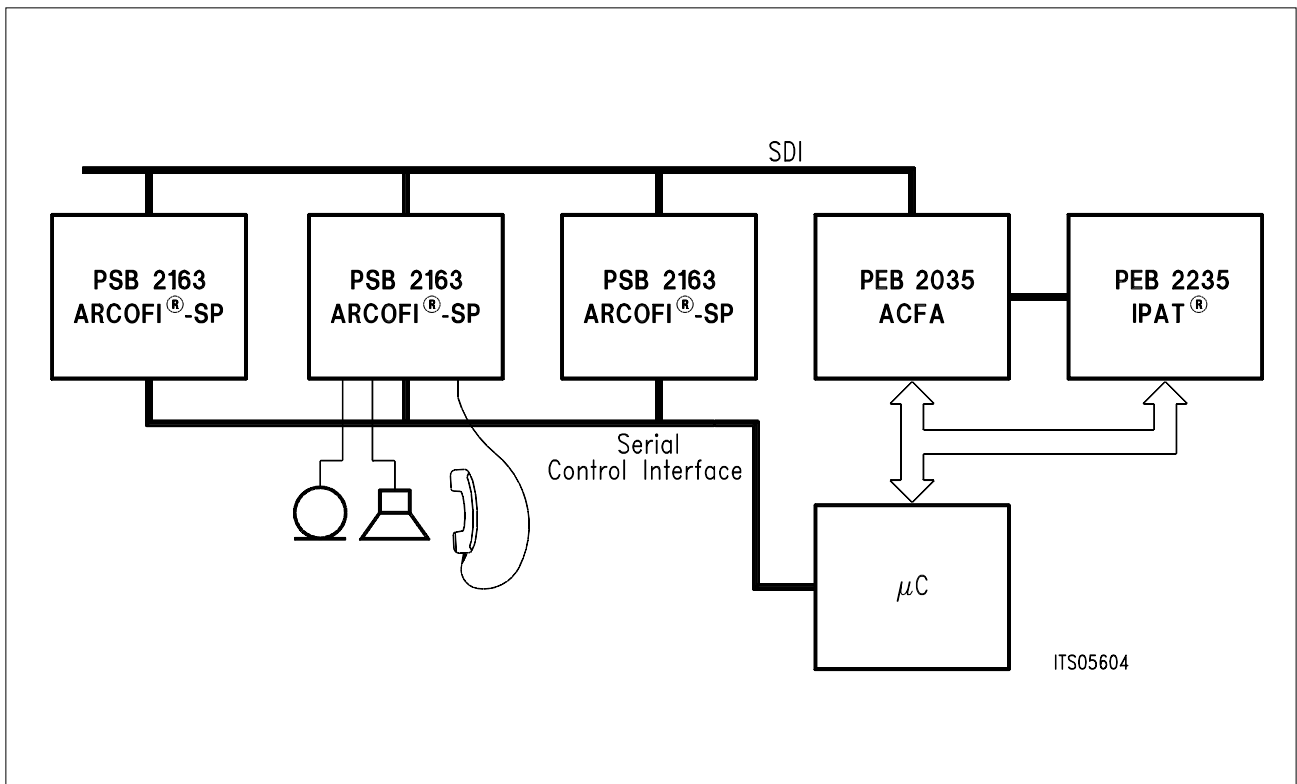 SDI
PSB 2163
ARCOFI®-SP
PSB 2163
ARCOFI®-SP
PSB 2163
ARCOFI®-SP
PEB 2035
ACFA
PEB 2235
IPAT®
Serial
Control Interface
μC
ITS05604